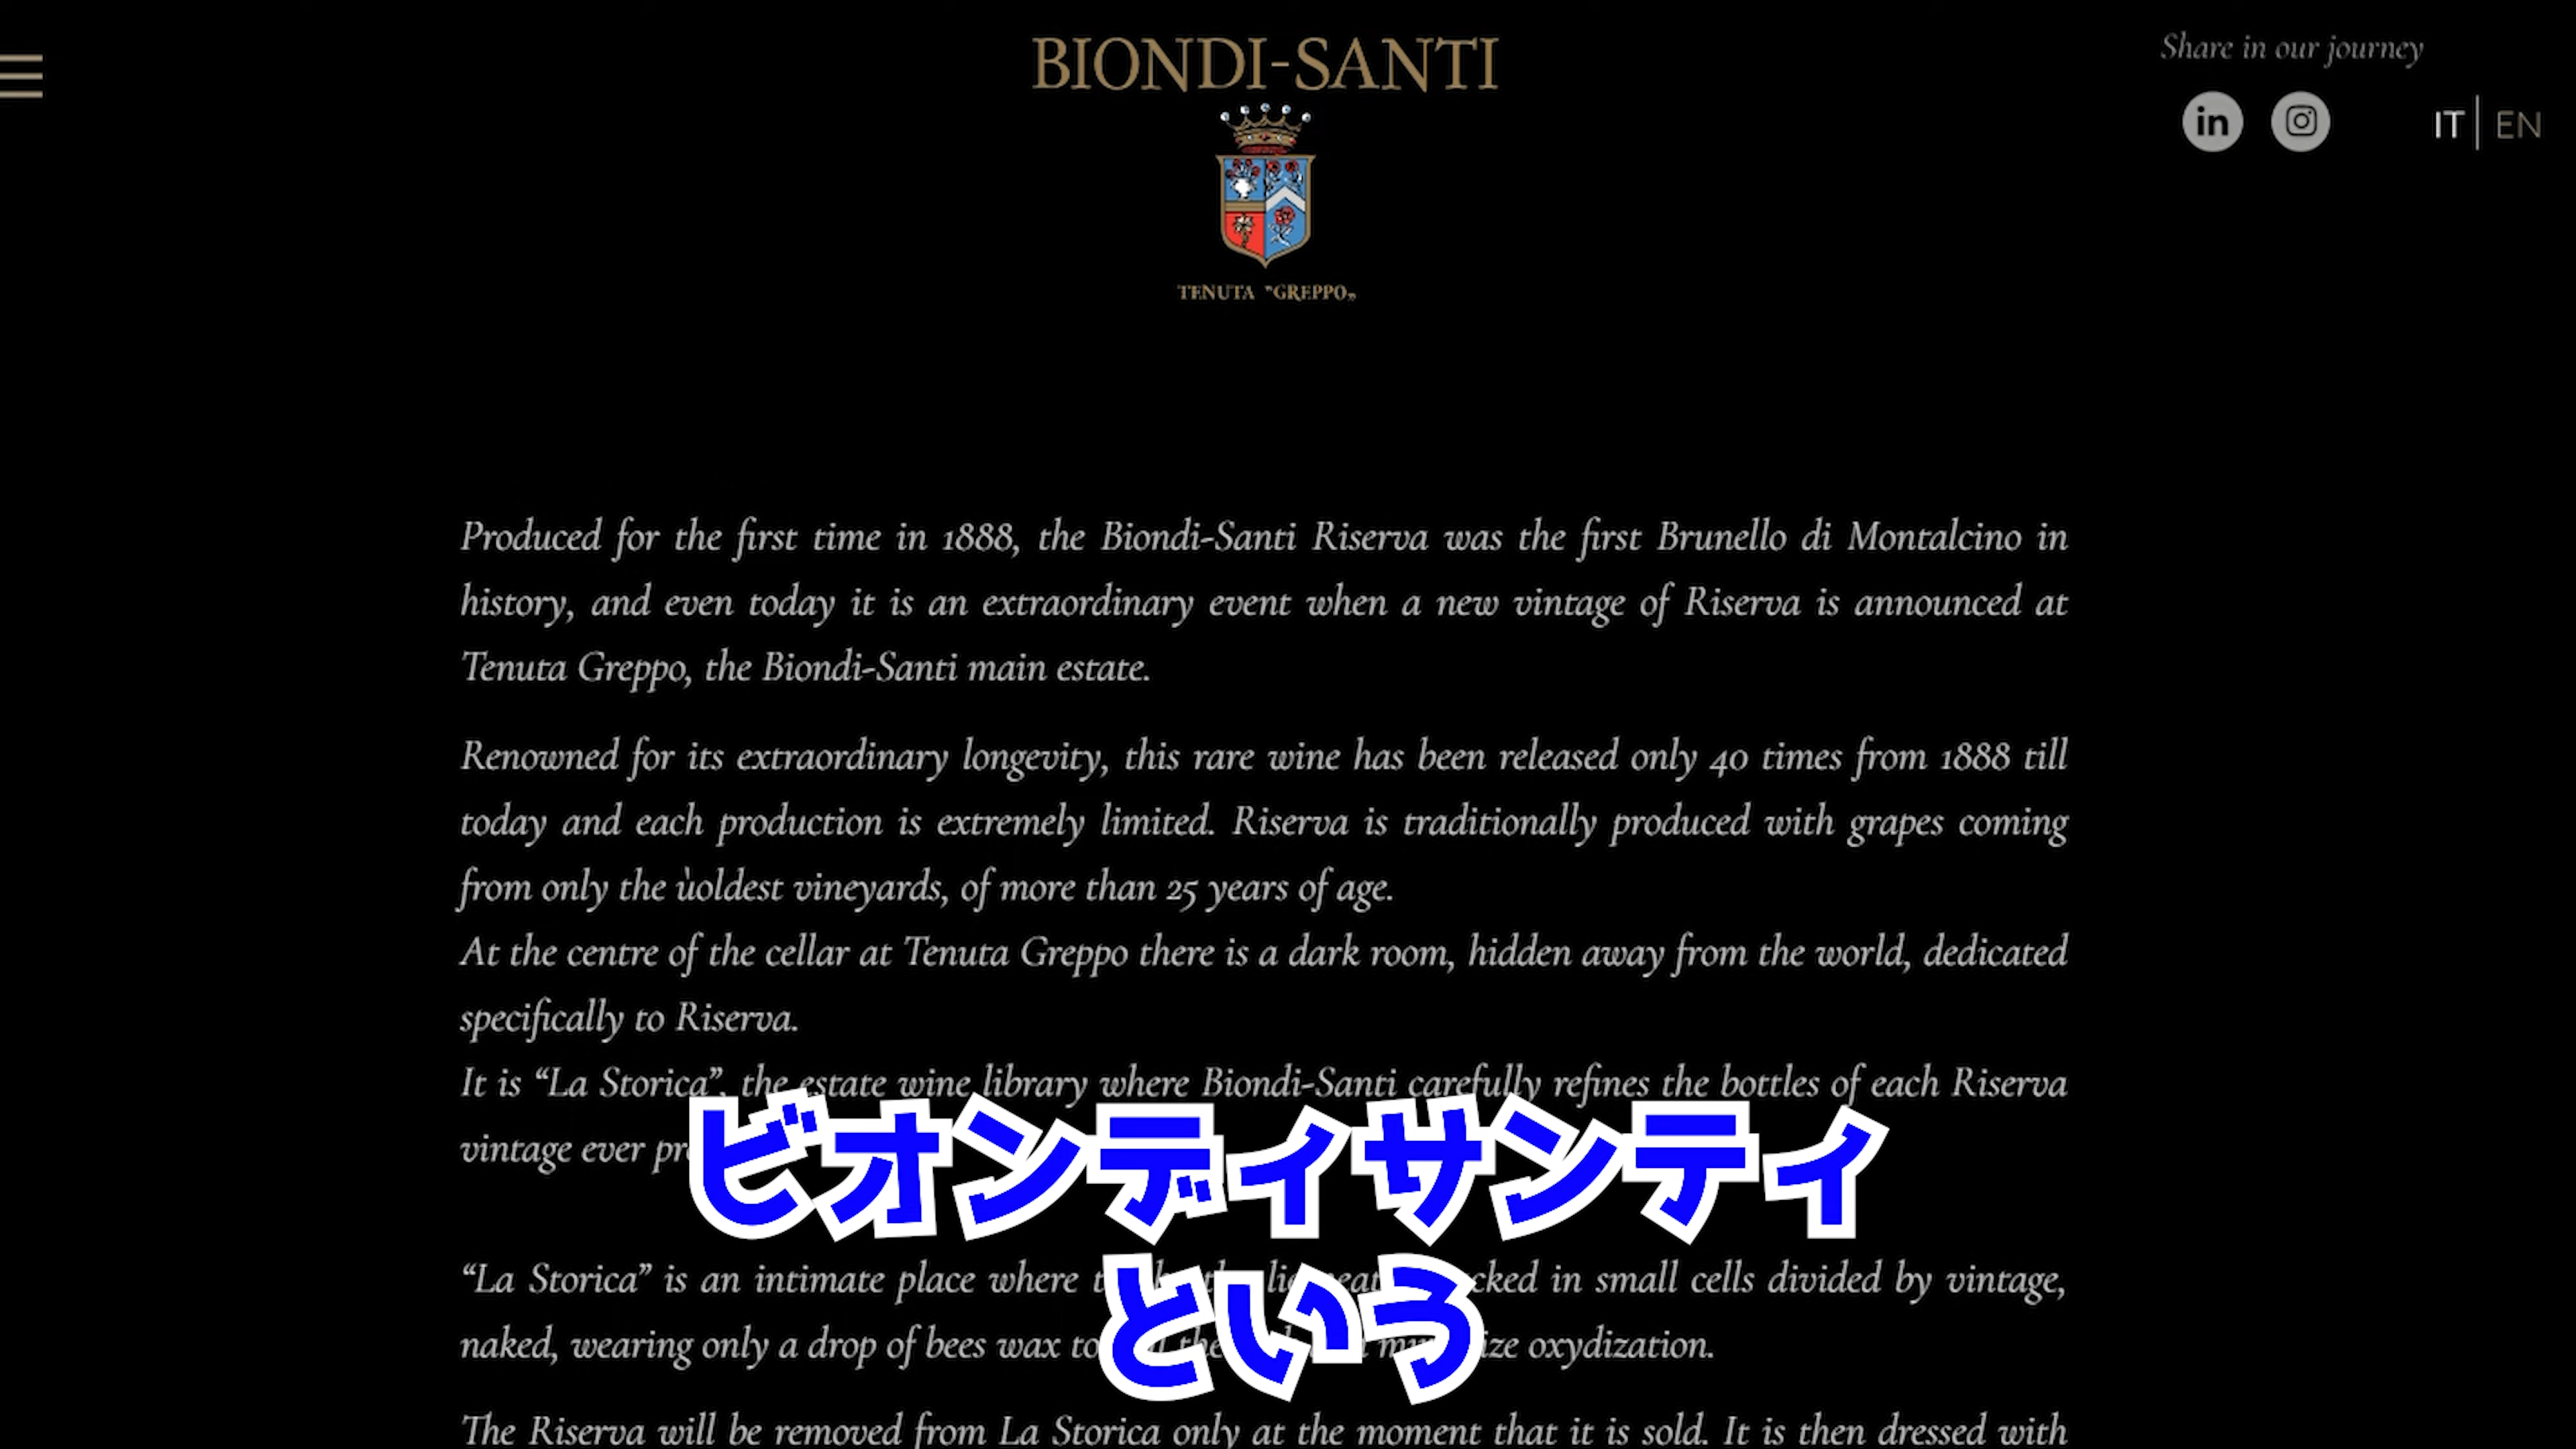 BIONDI-SANTI
Share in our journey
in
IT | EN
TENUTA "GREPPO„
Produced for the first time in 1888, the Biondi-Santi Riserva was the first Brunello di Montalcino in
history, and even today it is an extraordinary event when a new vintage of Riserva is announced at
Tenuta Greppo, the Biondi-Santi main estate.
Renowned for its extraordinary longevity, this rare wine has been released only 40 times from 1888 till
today and each production is extremely limited. Riserva is traditionally produced with grapes coming
from only the ùoldest vineyards, of more than 25 years of age.
At the centre of the cellar at Tenuta Greppo there is a dark room, hidden away from the world, dedicated
specifically to Riserva.
It is “La Storica”, the estate wine library where Biondi-Santi carefully refines the bottles of each Riserva
vintage ever
ビオンディサンティ
“La Storica” is an intimate place where in small cells divided by vintage,
という
naked, wearing only a drop of bees wax to oxydization.
The Riserva will be removed from La Storica only at the moment that it is sold. It is then dressed with